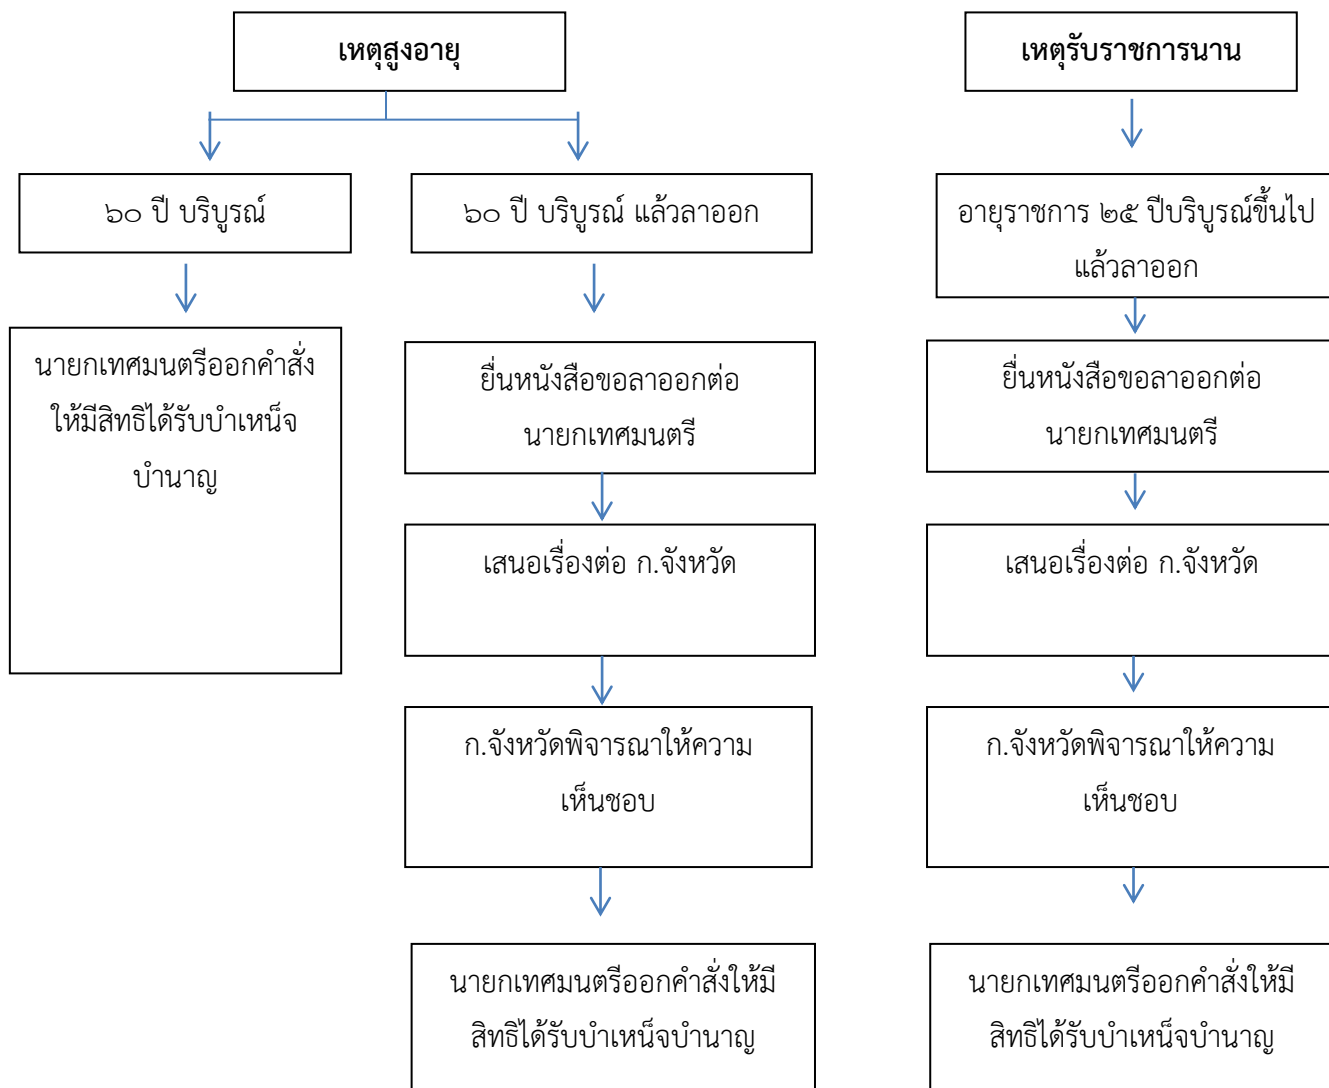 เหตุสูงอายุ
๖๐ ปี บริบูรณ์
นายกเทศมนตรีออกคำสั่ง
ให้มีสิทธิได้รับบำเหน็จ
บำนาญ
๖๐ ปี บริบูรณ์ แล้วลาออก
ยื่นหนังสือขอลาออกต่อ
นายกเทศมนตรี
เสนอเรื่องต่อ ก.จังหวัด
ก.จังหวัดพิจารณาให้ความ
เห็นชอบ
นายกเทศมนตรีออกคำสั่งให้มี
สิทธิได้รับบำเหน็จบำนาญ
เหตุรับราชการนาน
อายุราชการ ๒๕ ปีบริบูรณ์ขึ้นไป
แล้วลาออก
ยื่นหนังสือขอลาออกต่อ
นายกเทศมนตรี
เสนอเรื่องต่อ ก.จังหวัด
ก.จังหวัดพิจารณาให้ความ
เห็นชอบ
นายกเทศมนตรีออกคำสั่งให้มี
สิทธิได้รับบำเหน็จบำนาญ